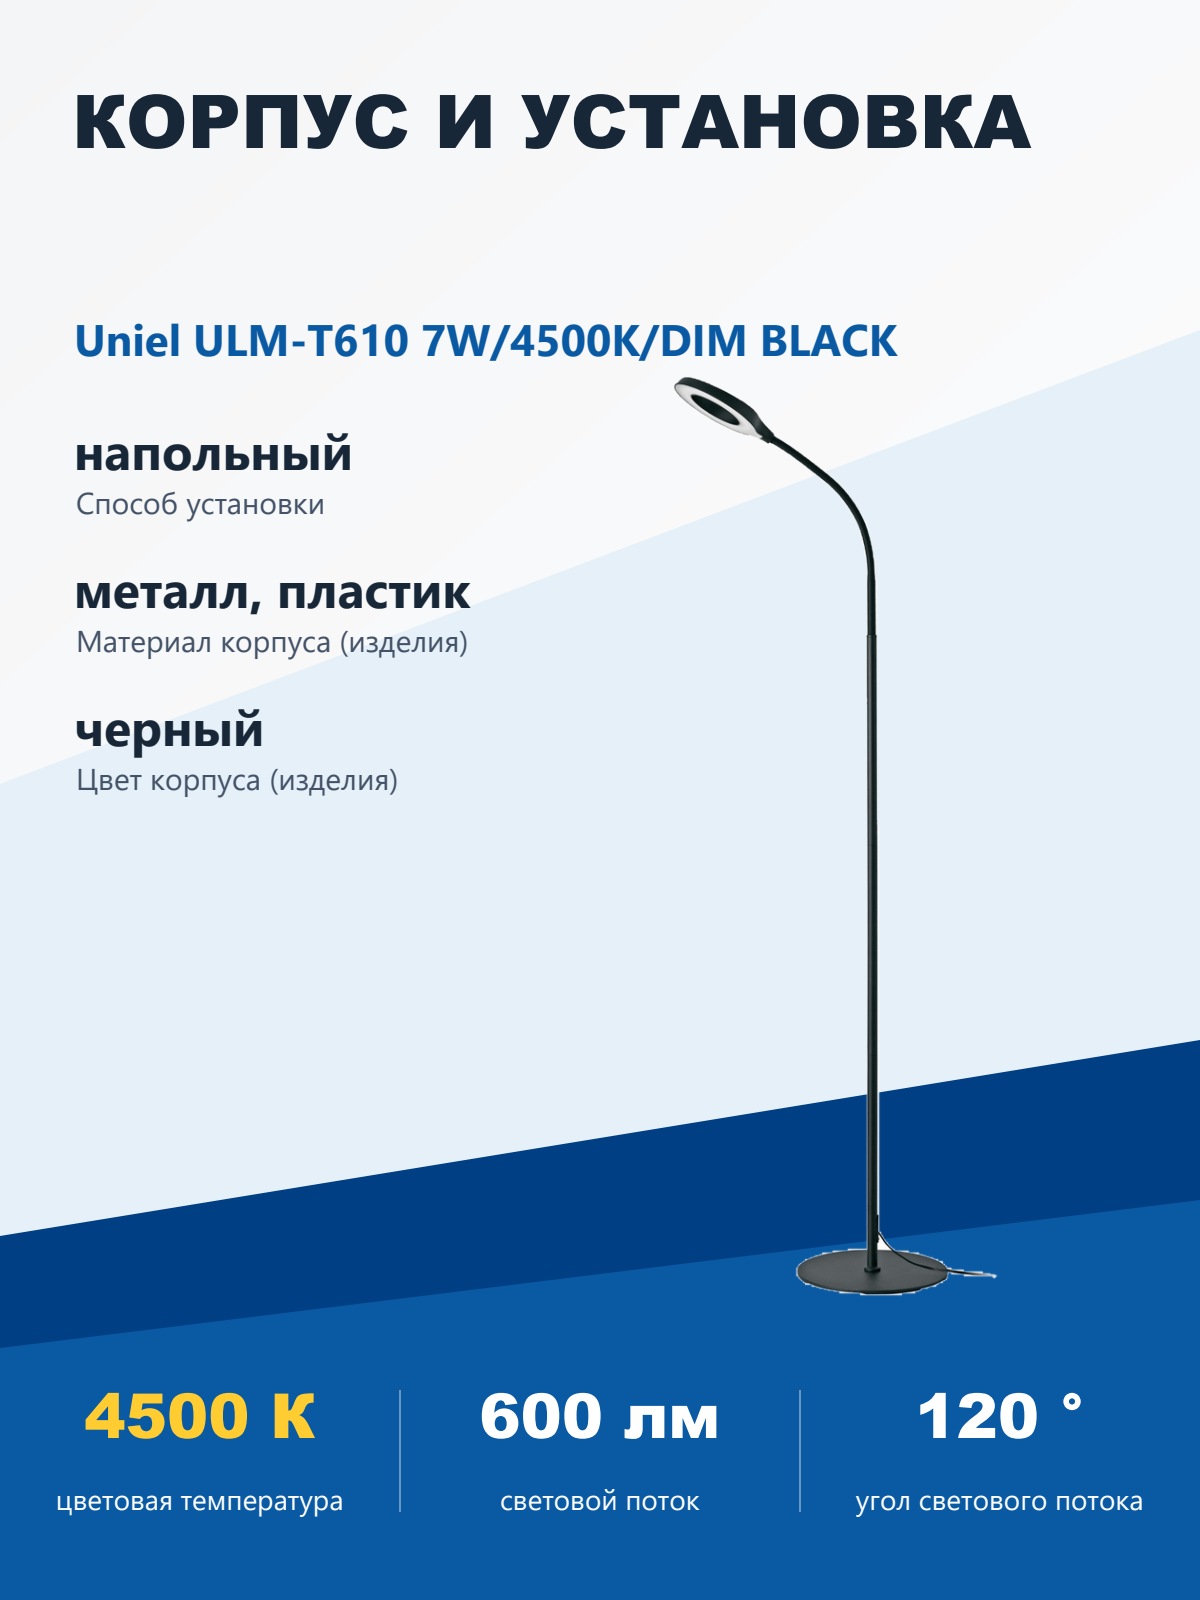 КОРПУС И УСТАНОВКА
Uniel ULM-T610 7W/4500K/DIM BLACK
напольный
Способ установки
металл, пластик
Материал корпуса (изделия)
черный
Цвет корпуса (изделия)
4500 К
цветовая температура
600 лм
световой поток
120 °
угол светового потока